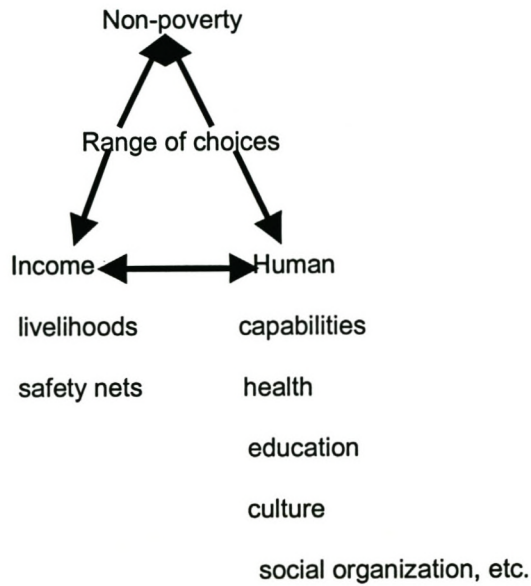 Non-poverty
Range of choices
Income Human
livelihoods capabilities
safety nets health
education
culture
social organization, etc.